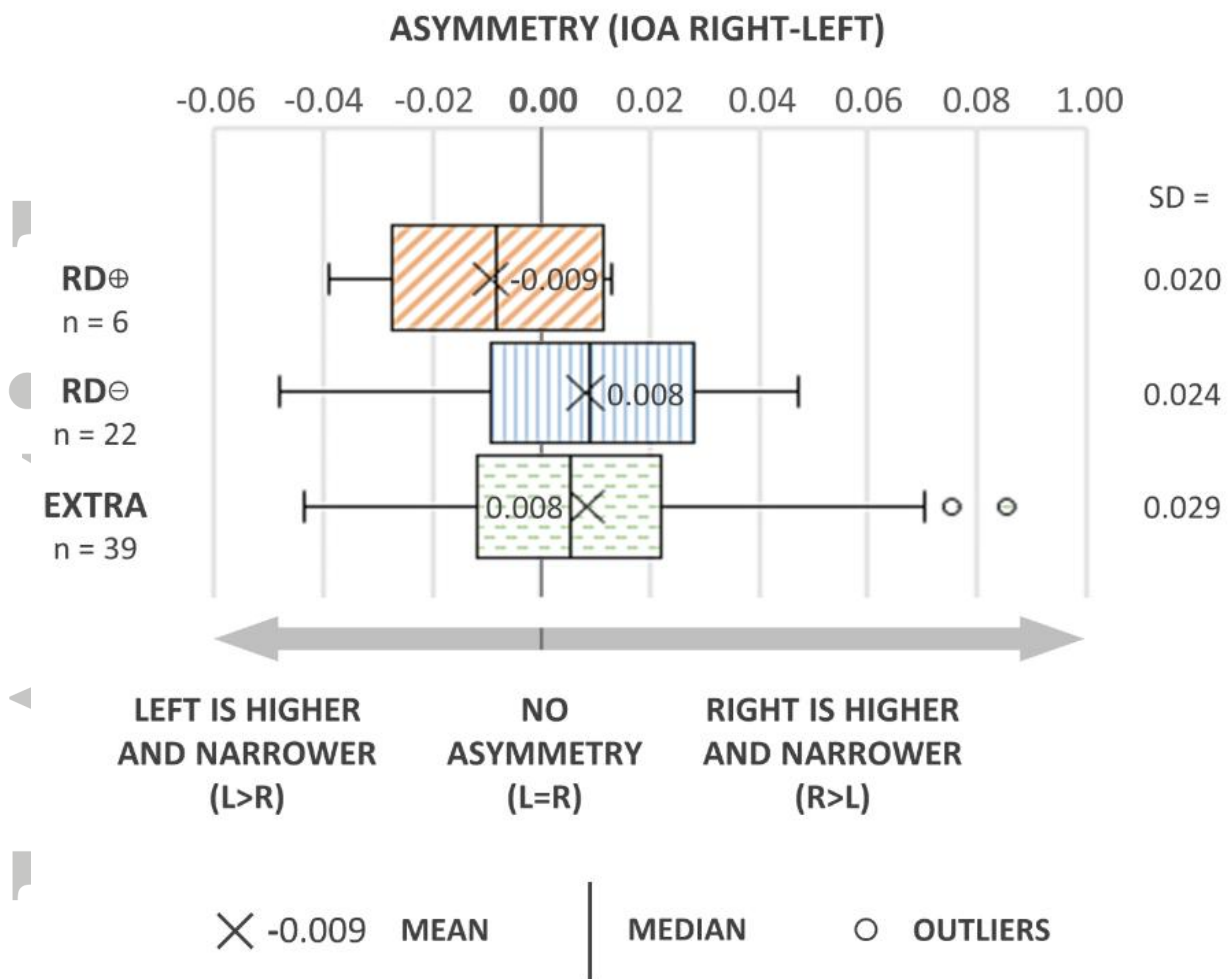 ASYMMETRY (IOA RIGHT-LEFT)
-0.06 -0.04 -0.02 0.00 0.02 0.04 0.06 0.08 1.00
SD =
RD⊕
n = 6
-0.009
0.020
RD⊖
n = 22
0.008
0.024
EXTRA
n = 39
0.008
0.029
LEFT IS HIGHER
AND NARROWER
(L>R)
NO
ASYMMETRY
(L=R)
RIGHT IS HIGHER
AND NARROWER
(R>L)
-0.009 MEAN
MEDIAN
OUTLIERS